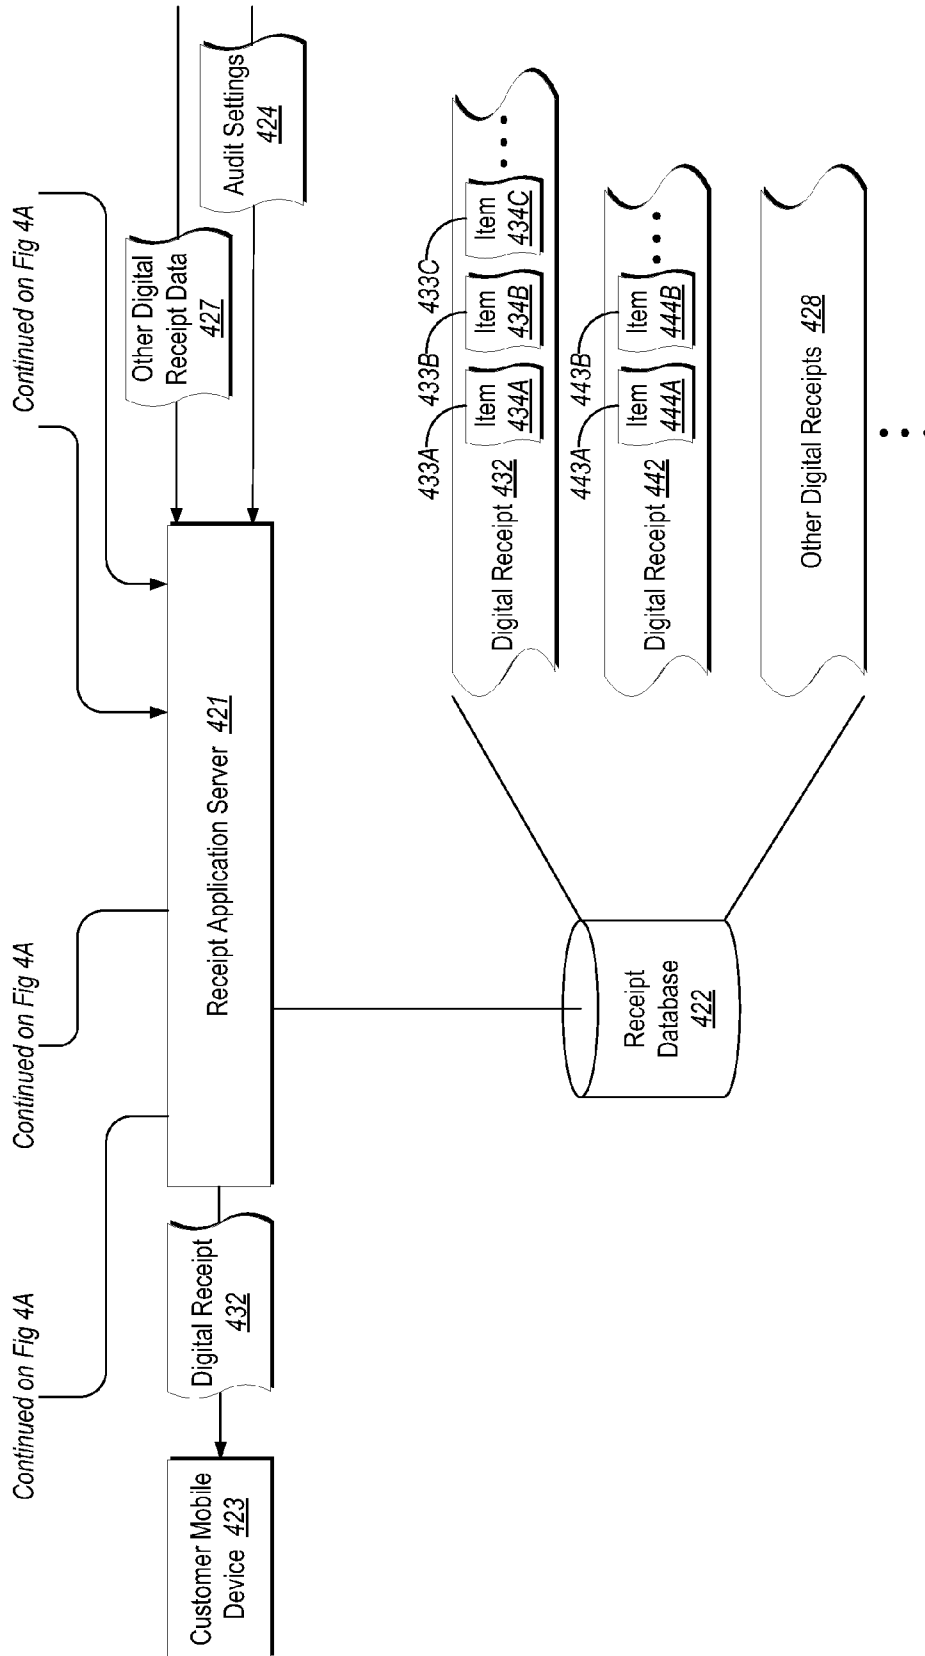 Continued on Fig 4A
Continued on Fig 4A
Continued on Fig 4A
Customer Mobile
Device 423
Digital Receipt
432
Receipt Application Server 421
Other Digital
Receipt Data
427
Audit Settings
424
Receipt
Database
422
433A
433B
433C
Digital Receipt 432
Item
434A
Item
434B
Item
434C
443A
443B
Digital Receipt 442
Item
444A
Item
444B
Other Digital Receipts 428